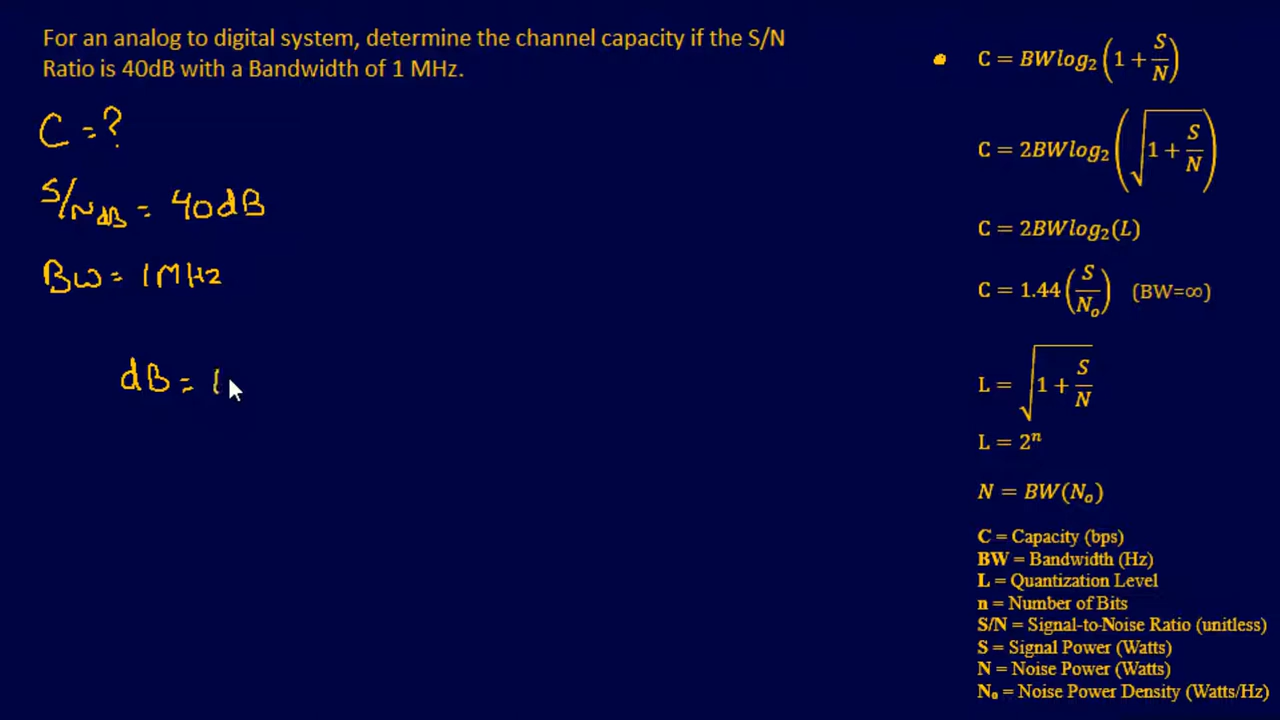 For an analog to digital system, determine the channel capacity if the S/N
Ratio is 40dB with a Bandwidth of 1 MHz.
C = ?
S/N dB = 40dB
BW = 1MHz
dB = 1
C = BWlog₂(1 + S/N)
C = 2BWlog₂(√(1 + S/N))
C = 2BWlog₂(L)
C = 1.44(S/Nₒ) (BW=∞)
L = √(1 + S/N)
L = 2ⁿ
N = BW(Nₒ)
C = Capacity (bps)
BW = Bandwidth (Hz)
L = Quantization Level
n = Number of Bits
S/N = Signal-to-Noise Ratio (unitless)
S = Signal Power (Watts)
N = Noise Power (Watts)
Nₒ = Noise Power Density (Watts/Hz)